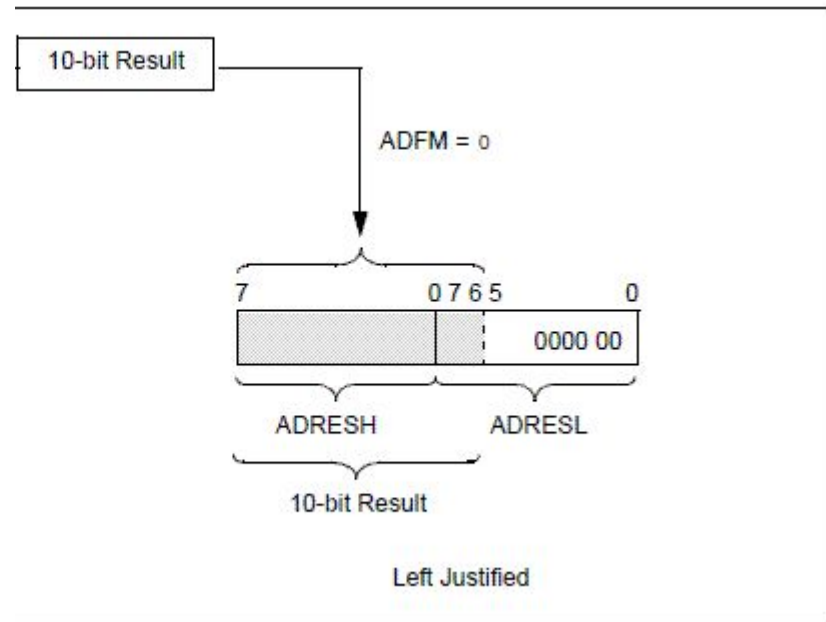 10-bit Result
ADFM = 0
7 0 7 6 5 0
0000 00
ADRESH ADRESL
10-bit Result
Left Justified